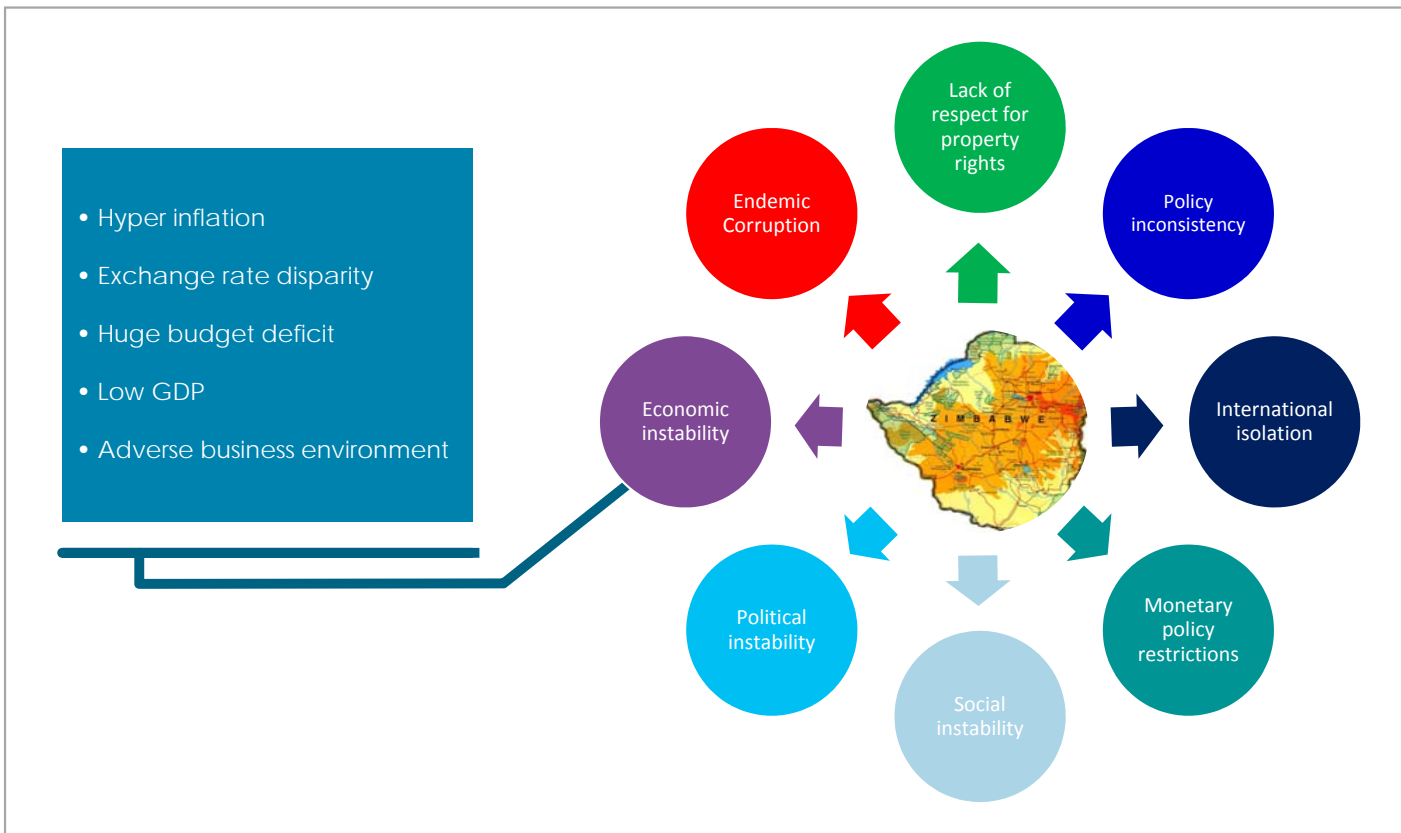 • Hyper inflation
• Exchange rate disparity
• Huge budget deficit
• Low GDP
• Adverse business environment
Lack of
respect for
property
rights
Endemic
Corruption
Policy
inconsistency
Economic
instability
ZIMBABWE
International
isolation
Political
instability
Monetary
policy
restrictions
Social
instability